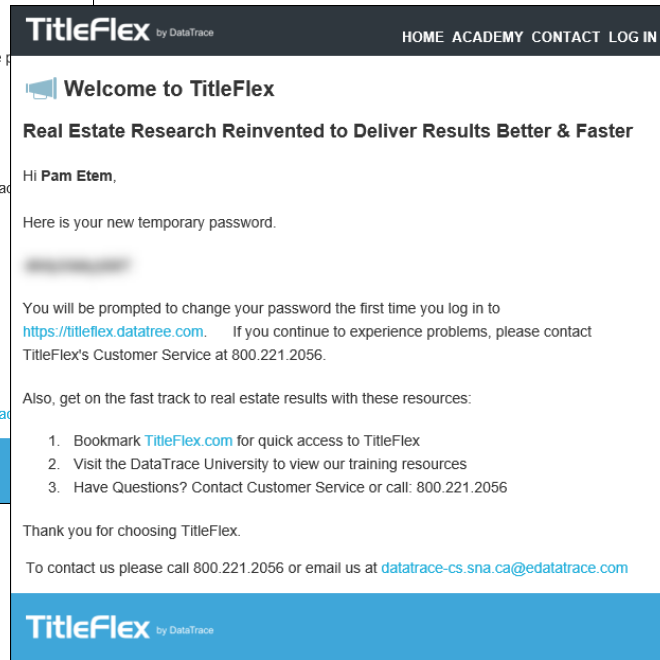 TitleFlex by DataTrace
HOME ACADEMY CONTACT LOG IN
Welcome to TitleFlex
Real Estate Research Reinvented to Deliver Results Better & Faster
Hi Pam Etem,
Here is your new temporary password.
You will be prompted to change your password the first time you log in to
https://titleflex.datatree.com. If you continue to experience problems, please contact
TitleFlex's Customer Service at 800.221.2056.
Also, get on the fast track to real estate results with these resources:
1. Bookmark TitleFlex.com for quick access to TitleFlex
2. Visit the DataTrace University to view our training resources
3. Have Questions? Contact Customer Service or call: 800.221.2056
Thank you for choosing TitleFlex.
To contact us please call 800.221.2056 or email us at datatrace-cs.sna.ca@edatatrace.com
TitleFlex by DataTrace